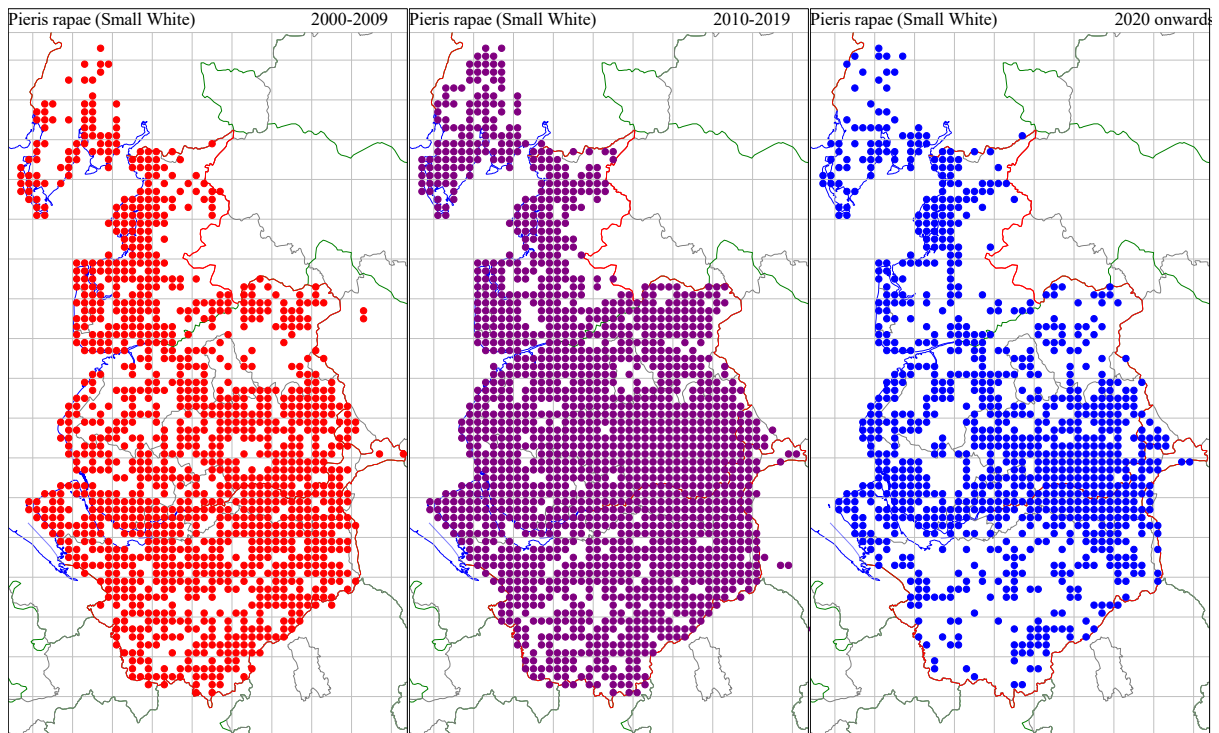 Pieris rapae (Small White) 2000-2009
Pieris rapae (Small White) 2010-2019
Pieris rapae (Small White) 2020 onwards